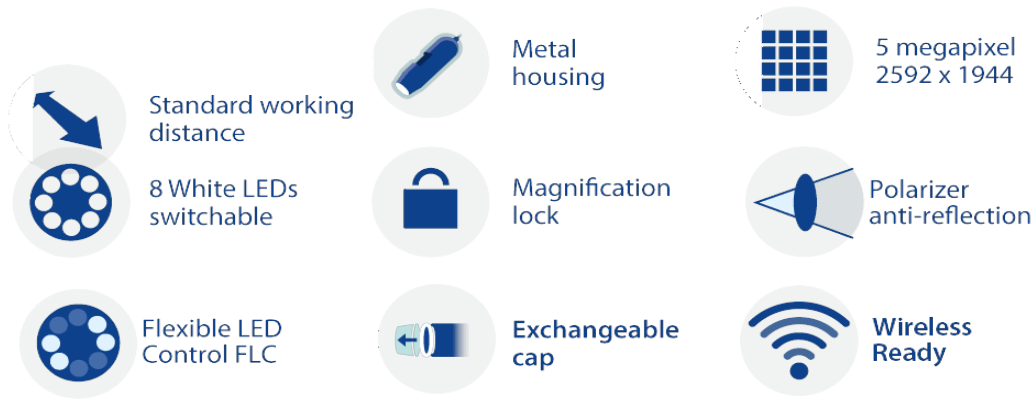 Metal
housing
5 megapixel
2592 x 1944
Standard working
distance
8 White LEDs
switchable
Magnification
lock
Polarizer
anti-reflection
Flexible LED
Control FLC
Exchangeable
cap
Wireless
Ready